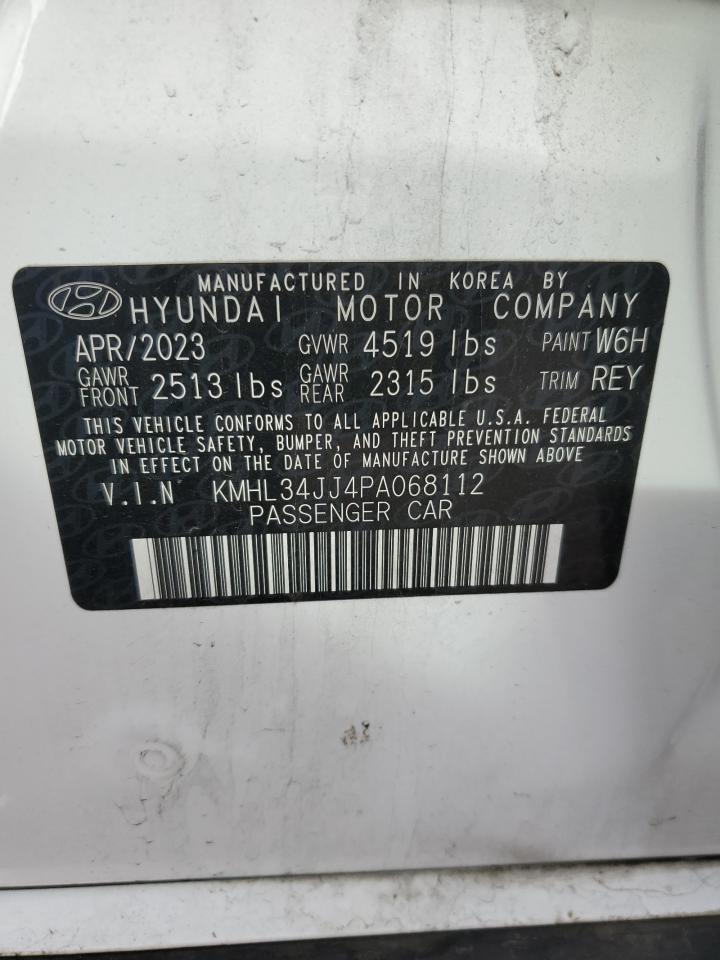 MANUFACTURED IN KOREA BY
HYUNDAI MOTOR COMPANY
APR/2023 GVWR 4519 lbs PAINT W6H
GAWR FRONT 2513 lbs GAWR REAR 2315 lbs TRIM REY
THIS VEHICLE CONFORMS TO ALL APPLICABLE U.S.A. FEDERAL
MOTOR VEHICLE SAFETY, BUMPER, AND THEFT PREVENTION STANDARDS
IN EFFECT ON THE DATE OF MANUFACTURE SHOWN ABOVE
V.I.N KMHL34JJ4PA068112
PASSENGER CAR